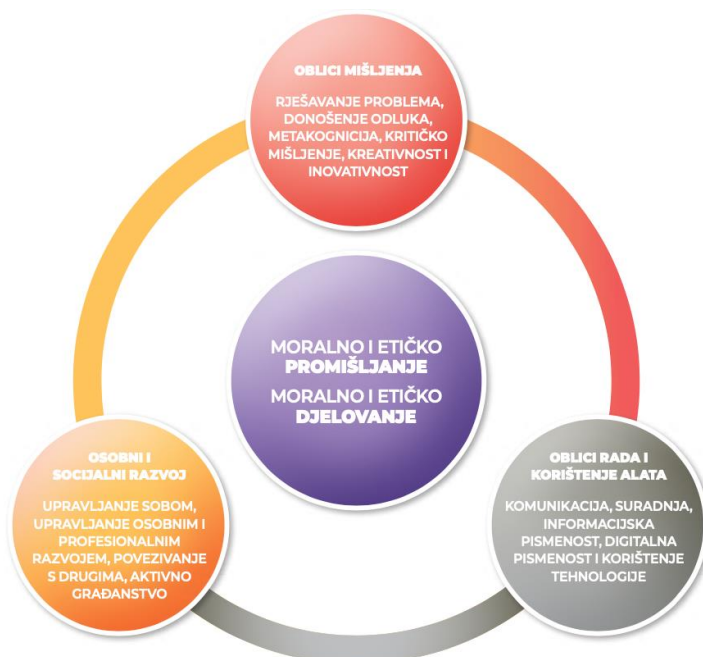 OBLICI MIŠLJENJA
RJEŠAVANJE PROBLEMA,
DONOŠENJE ODLUKA,
METAKOGNICIJA, KRITIČKO
MIŠLJENJE, KREATIVNOST I
INOVATIVNOST
MORALNO I ETIČKO
PROMIŠLJANJE
MORALNO I ETIČKO
DJELOVANJE
OSOBNI I
SOCIJALNI RAZVOJ
UPRAVLJANJE SOBOM,
UPRAVLJANJE OSOBNIM I
PROFESIONALNIM
RAZVOJEM, POVEZIVANJE
S DRUGIMA, AKTIVNO
GRAĐANSTVO
OBLICI RADA I
KORIŠTENJE ALATA
KOMUNIKACIJA, SURADNJA,
INFORMACIJSKA
PISMENOST, DIGITALNA
PISMENOST I KORIŠTENJE
TEHNOLOGIJE